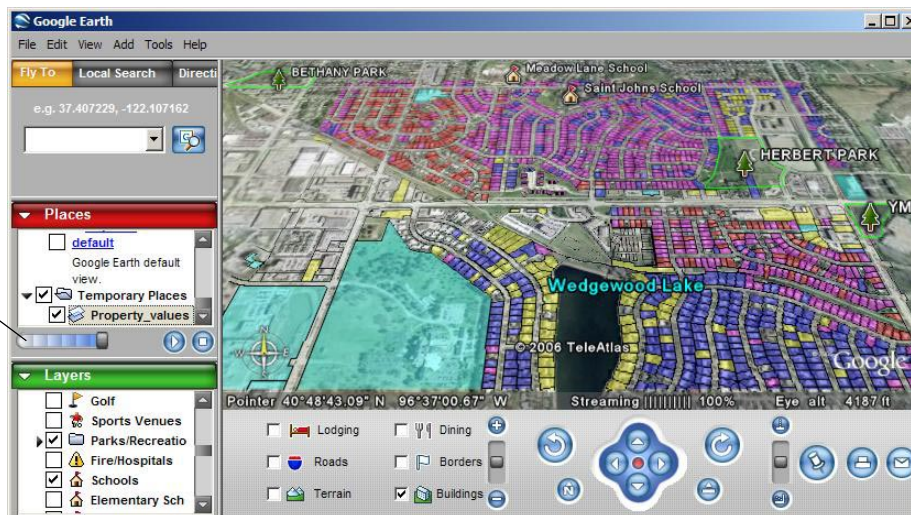 Google Earth
File Edit View Add Tools Help
Fly To Local Search Directi
e.g. 37.407229, -122.107162
Places
default
Google Earth default
view.
Temporary Places
Property_values
Layers
Golf
Sports Venues
Parks/Recreatio
Fire/Hospitals
Schools
Elementary Sch
BETHANY PARK
Meadow Lane School
Saint Johns School
HERBERT PARK
YM
Wedgewood Lake
N
W E
S
© 2006 TeleAtlas
Google
Pointer 40°48'43.09" N 96°37'00.67" W Streaming |||||||||| 100% Eye alt 4187 ft
Lodging Dining
Roads Borders
Terrain Buildings
N